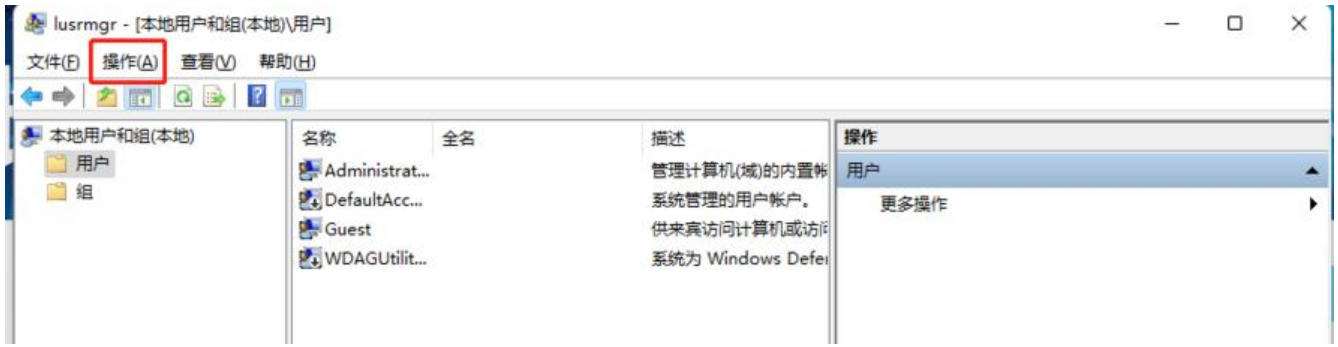 lusrmgr - [本地用户和组(本地)\用户]
文件(F) 操作(A) 查看(V) 帮助(H)
本地用户和组(本地)
用户
组
名称 全名 描述
Administrat... 管理计算机(域)的内置帐
DefaultAcc... 系统管理的用户帐户。
Guest 供来宾访问计算机或访问
WDAGUtilit... 系统为 Windows Defe
操作
用户
更多操作